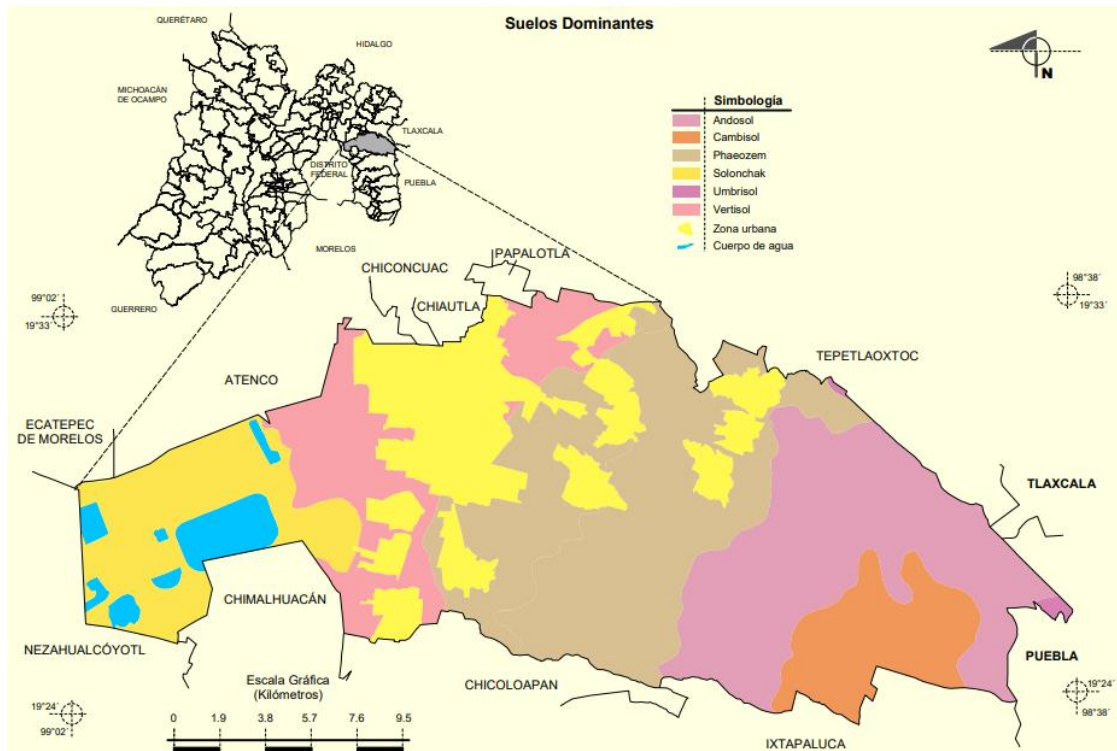 Suelos Dominantes
QUERÉTARO
HIDALGO
MICHOACÁN
DE OCAMPO
TLAXCALA
DISTRITO
FEDERAL
PUEBLA
MORELOS
GUERRERO
N
Simbología
Andosol
Cambisol
Phaeozem
Solonchak
Umbrisol
Vertisol
Zona urbana
Cuerpo de agua
PAPALOTLA
CHICONCUAC
CHIAUTLA
99°02'
19°33'
98°38'
19°33'
TEPETLAOXTOC
ATENCO
ECATEPEC
DE MORELOS
TLAXCALA
CHIMALHUACÁN
NEZAHUALCÓYOTL
PUEBLA
CHICOLOAPAN
Escala Gráfica
(Kilómetros)
0 1.9 3.8 5.7 7.6 9.5
19°24'
99°02'
19°24'
98°38'
IXTAPALUCA